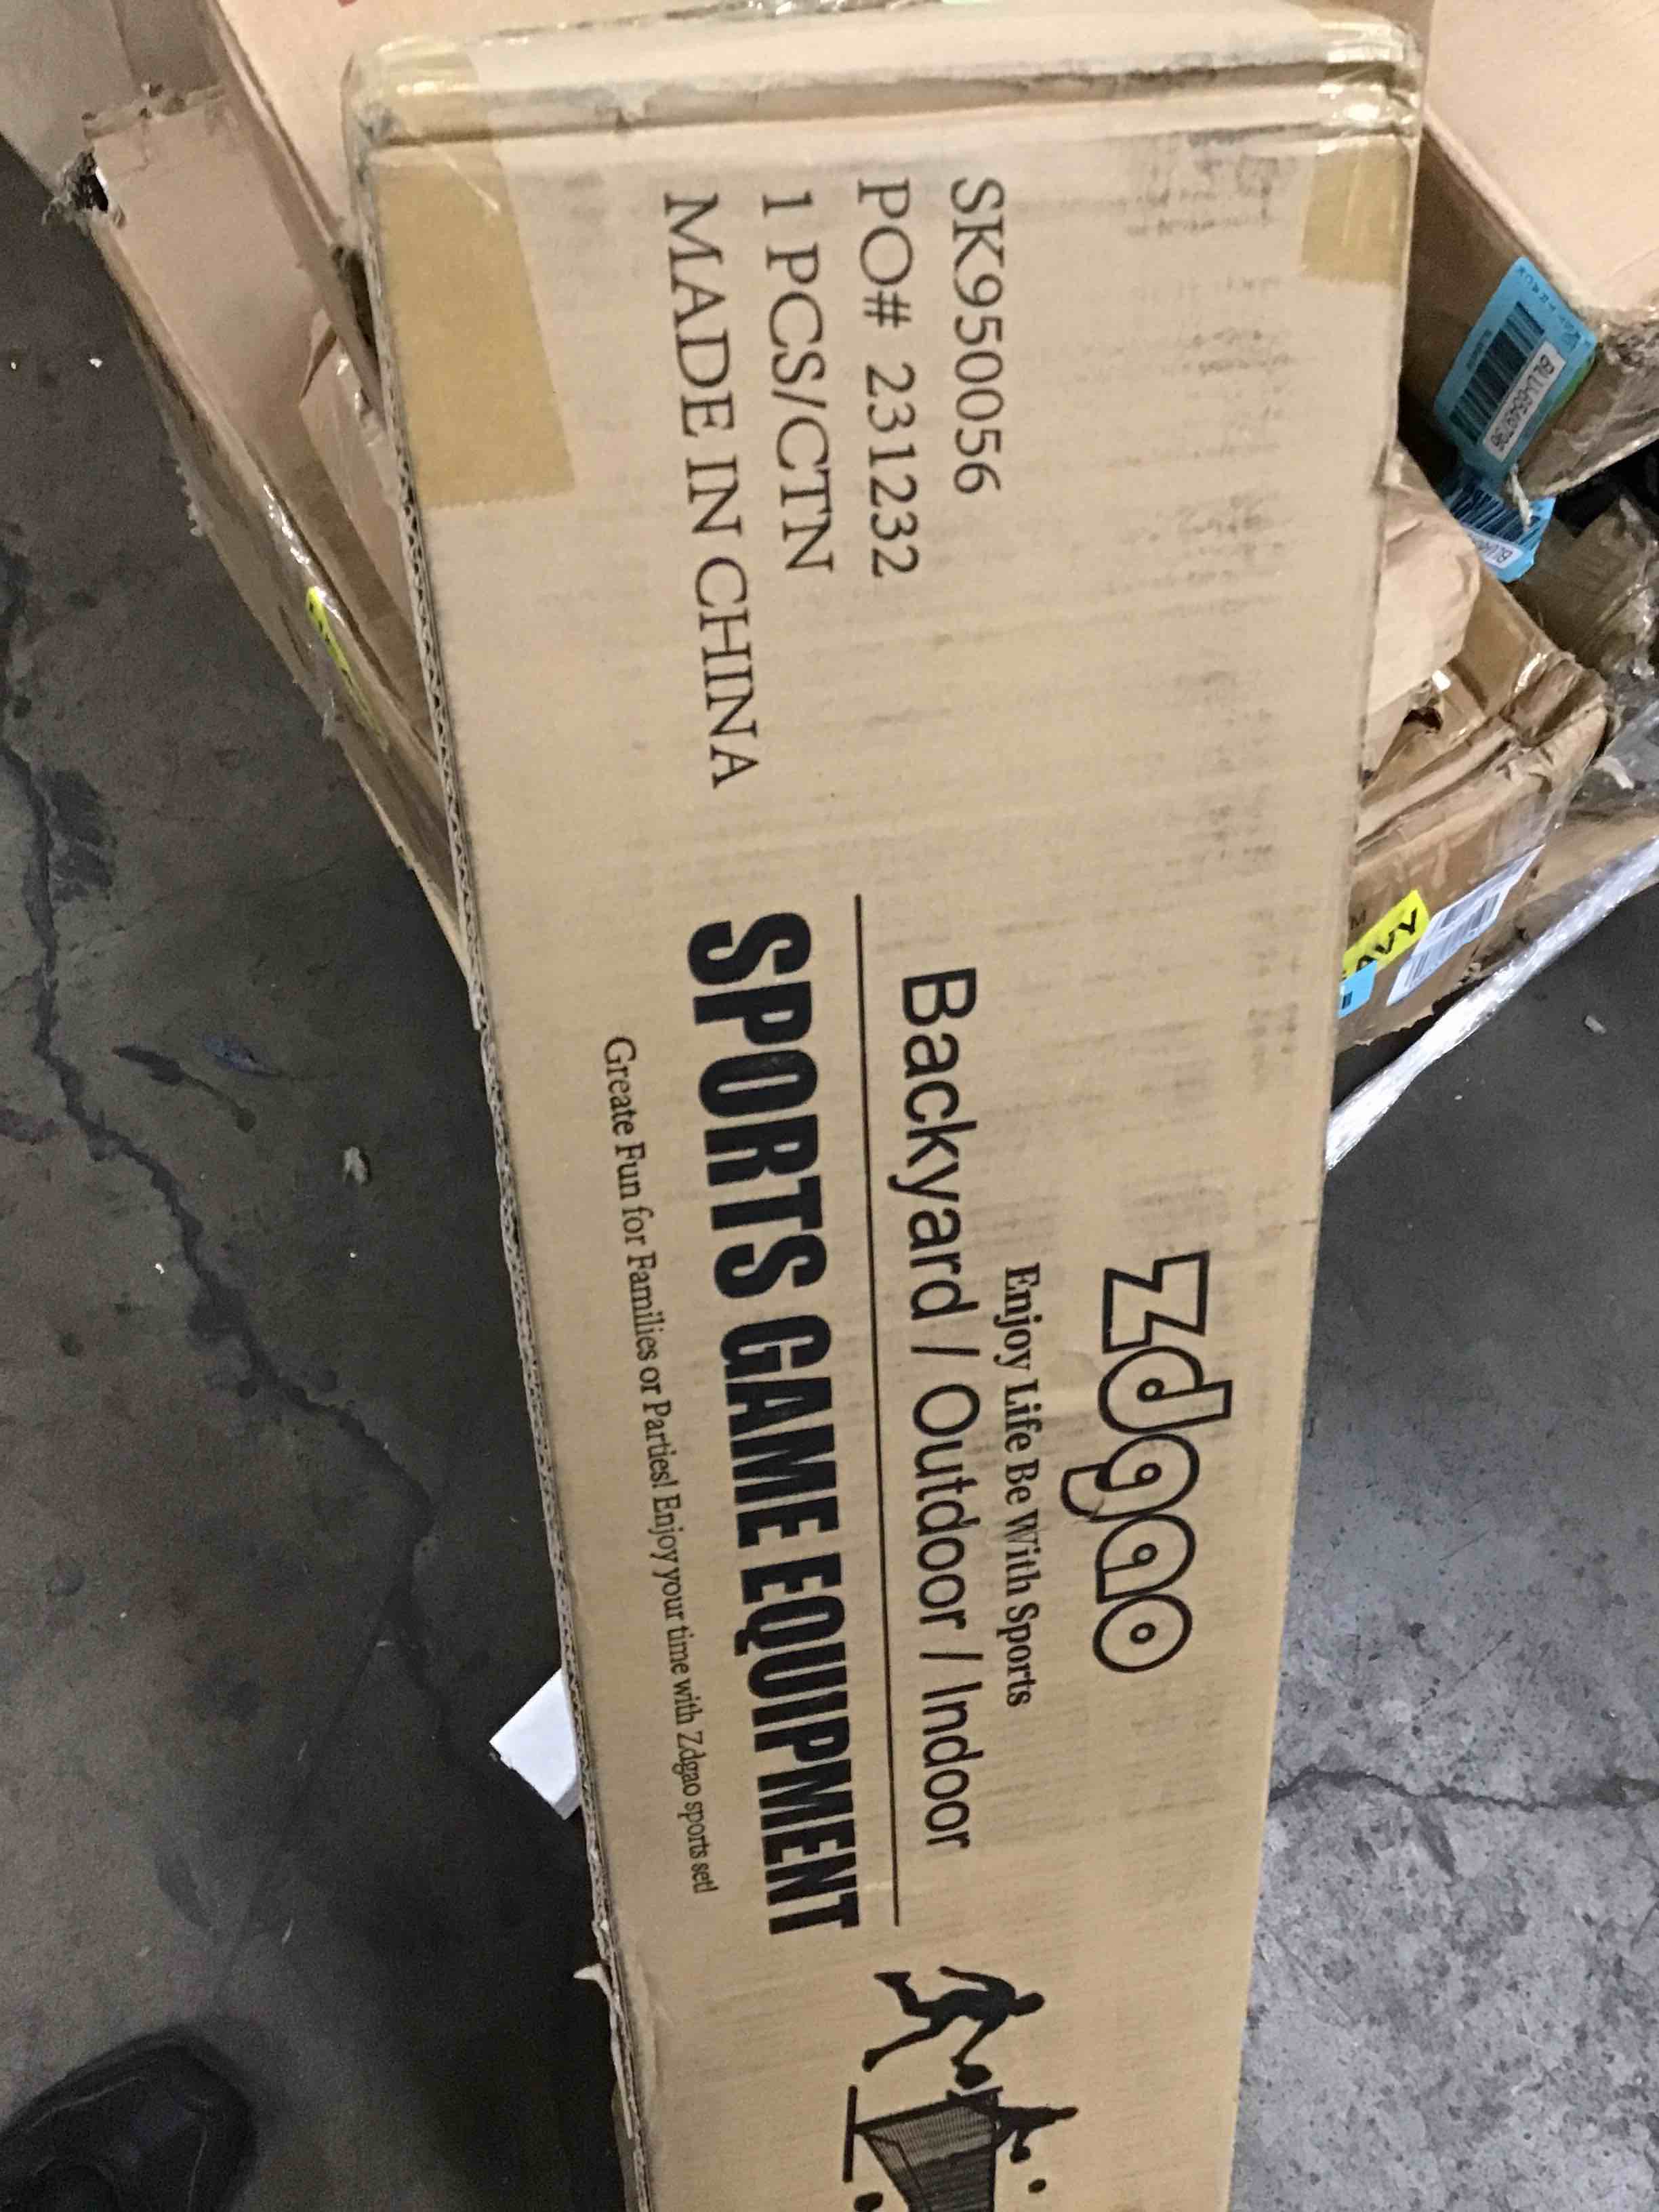 SK950056
PO# 231232
1 PCS/CTN
MADE IN CHINA
Zdgao
Enjoy Life Be With Sports
Backyard / Outdoor / Indoor
SPORTS GAME EQUIPMENT
Greate Fun for Families or Parties! Enjoy your time with Zdgao sports set!